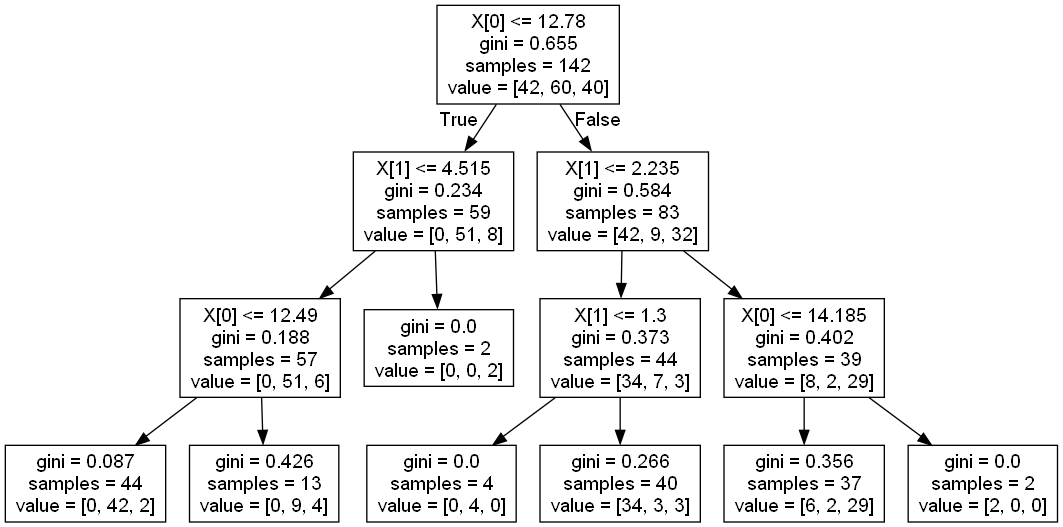 X[0] <= 12.78
gini = 0.655
samples = 142
value = [42, 60, 40]
True
False
X[1] <= 4.515
gini = 0.234
samples = 59
value = [0, 51, 8]
X[1] <= 2.235
gini = 0.584
samples = 83
value = [42, 9, 32]
X[0] <= 12.49
gini = 0.188
samples = 57
value = [0, 51, 6]
gini = 0.0
samples = 2
value = [0, 0, 2]
X[1] <= 1.3
gini = 0.373
samples = 44
value = [34, 7, 3]
X[0] <= 14.185
gini = 0.402
samples = 39
value = [8, 2, 29]
gini = 0.087
samples = 44
value = [0, 42, 2]
gini = 0.426
samples = 13
value = [0, 9, 4]
gini = 0.0
samples = 4
value = [0, 4, 0]
gini = 0.266
samples = 40
value = [34, 3, 3]
gini = 0.356
samples = 37
value = [6, 2, 29]
gini = 0.0
samples = 2
value = [2, 0, 0]